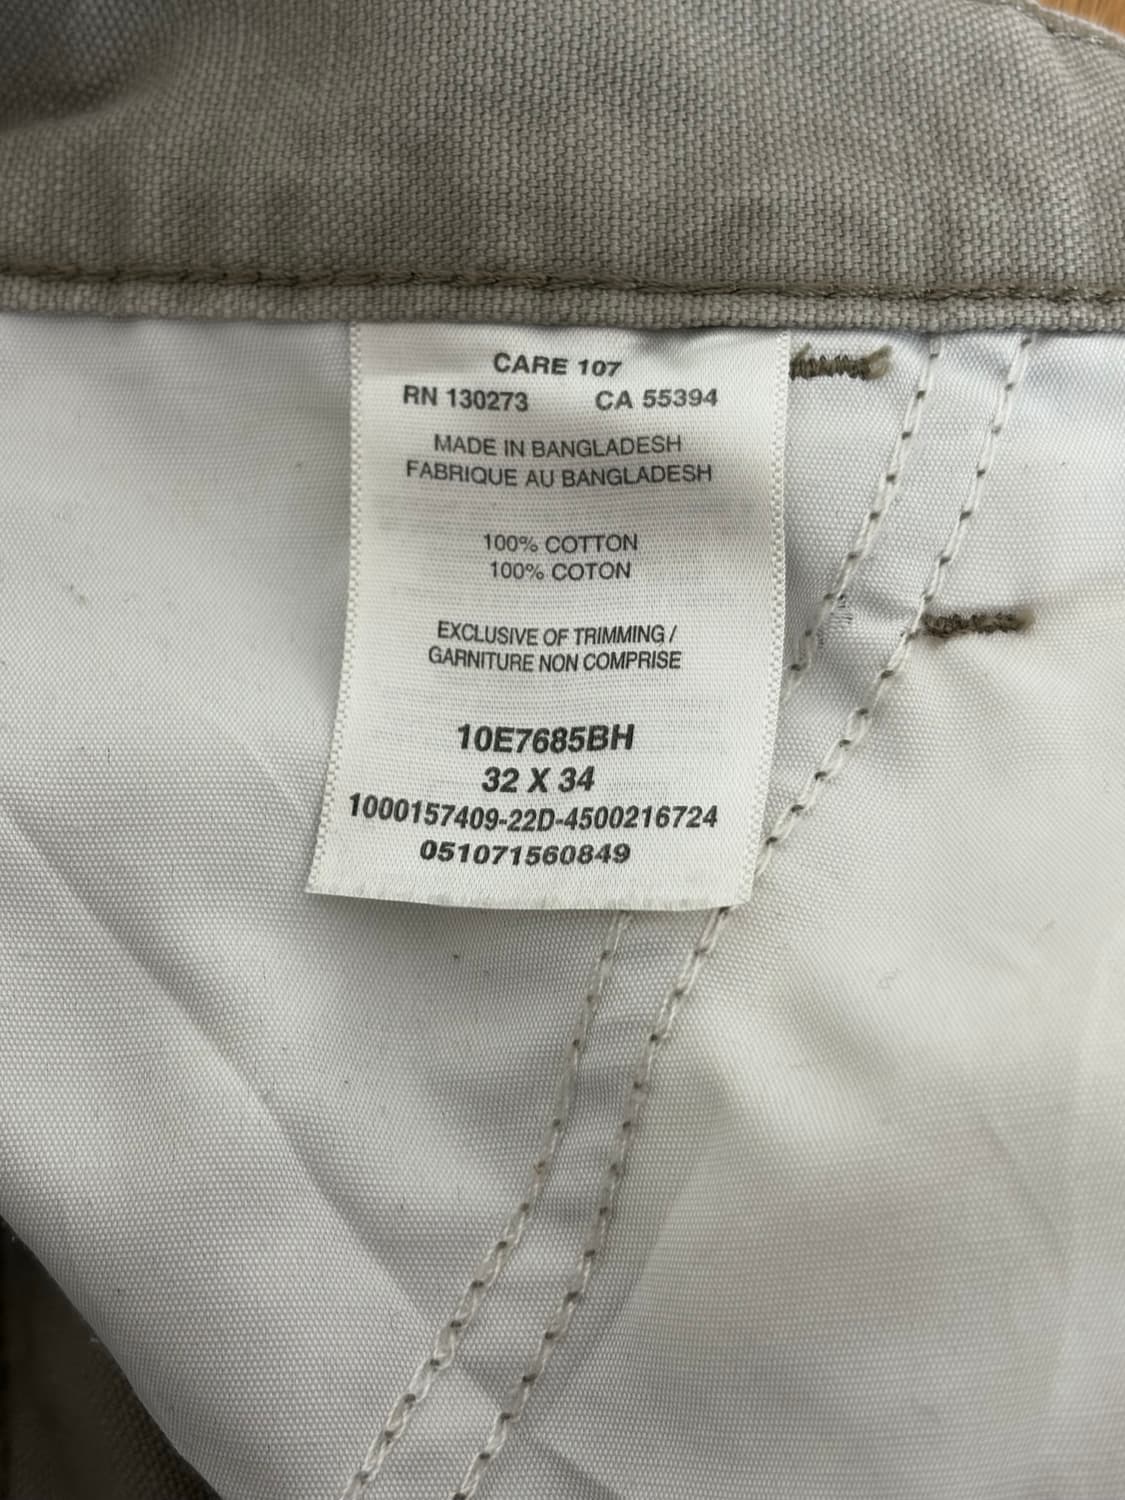 CARE 107
RN 130273 CA 55394
MADE IN BANGLADESH
FABRIQUE AU BANGLADESH
100% COTTON
100% COTON
EXCLUSIVE OF TRIMMING /
GARNITURE NON COMPRISE
10E7685BH
32 X 34
1000157409-22D-4500216724
051071560849